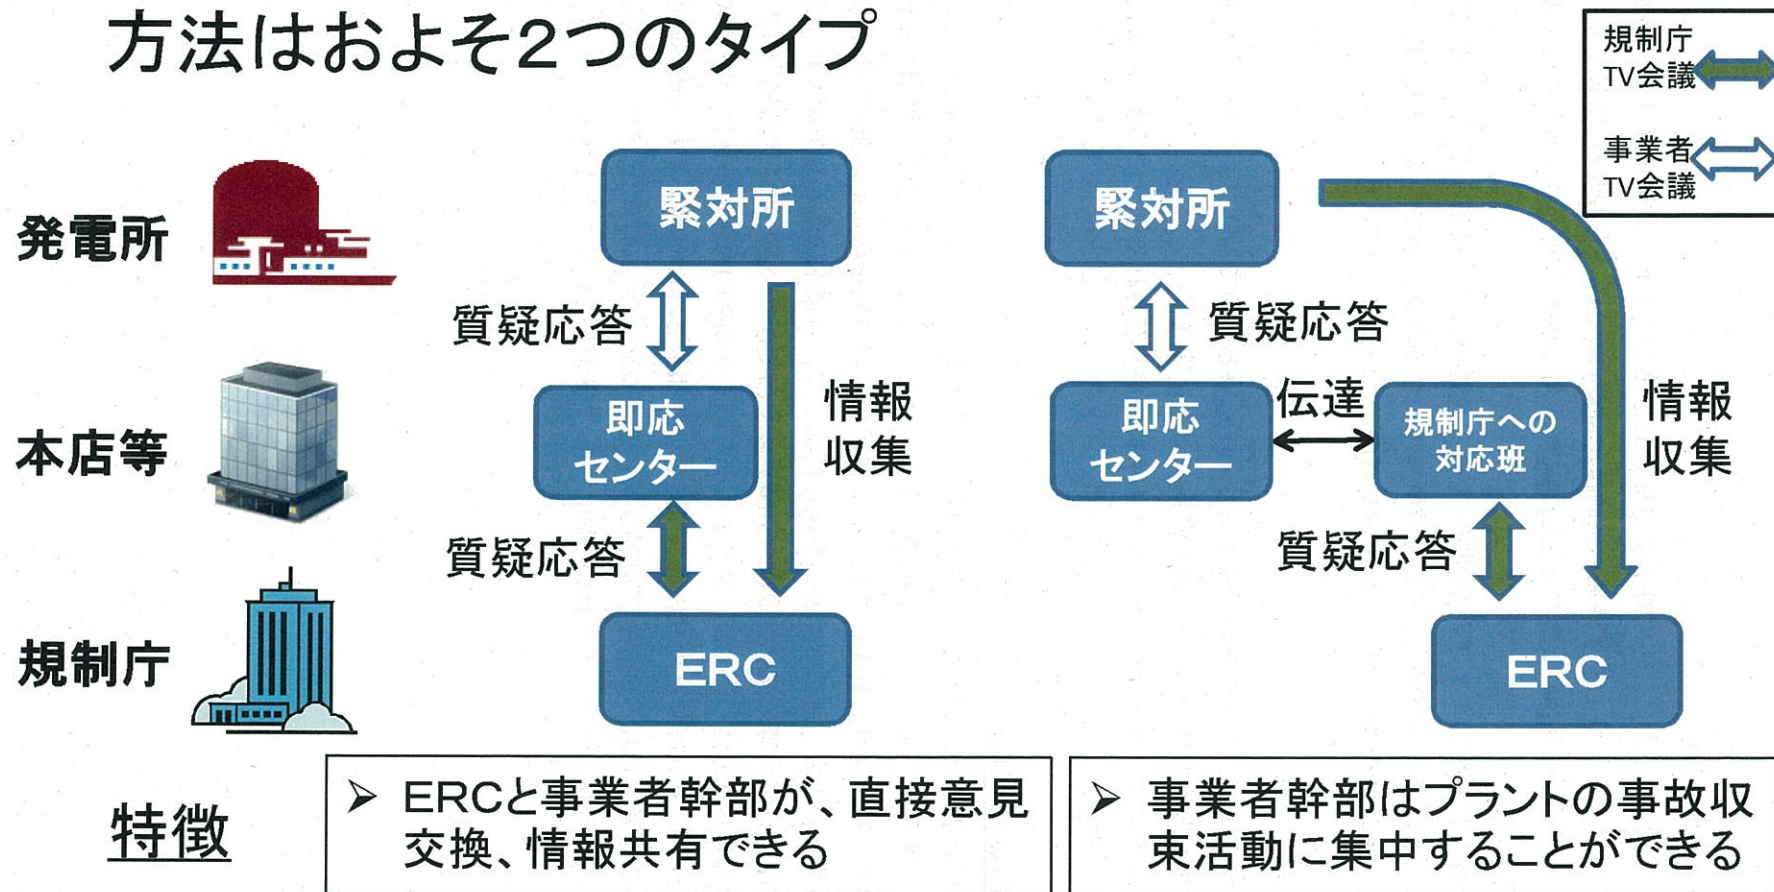 方法はおよそ2つのタイプ
規制庁
TV会議
事業者
TV会議
発電所
緊対所
緊対所
質疑応答
質疑応答
本店等
即応
センター
情報
収集
即応
センター
伝達
規制庁への
対応班
情報
収集
質疑応答
質疑応答
規制庁
ERC
ERC
特徴
➢ ERCと事業者幹部が、直接意見
交換、情報共有できる
➢ 事業者幹部はプラントの事故収
束活動に集中することができる